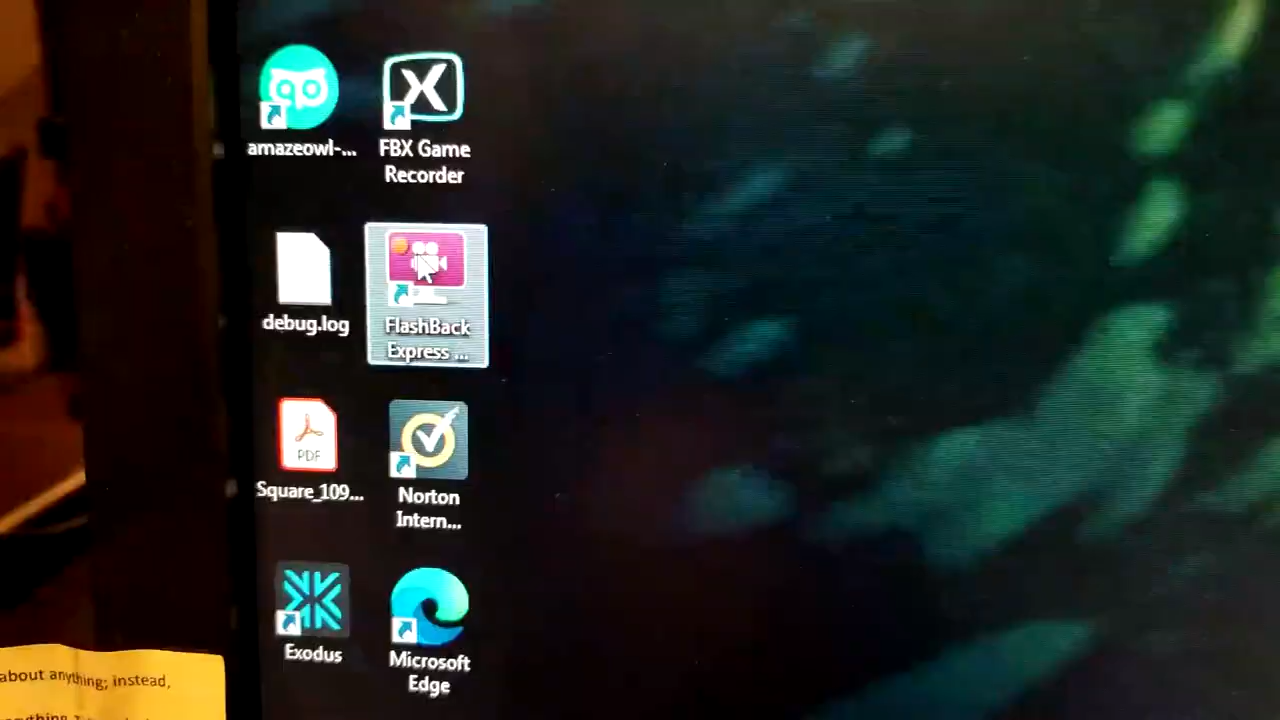 amazeowl-...
FBX Game
Recorder
debug.log
FlashBack
Express ...
PDF
Square_109...
Norton
Intern...
Exodus
Microsoft
Edge
about anything; instead,